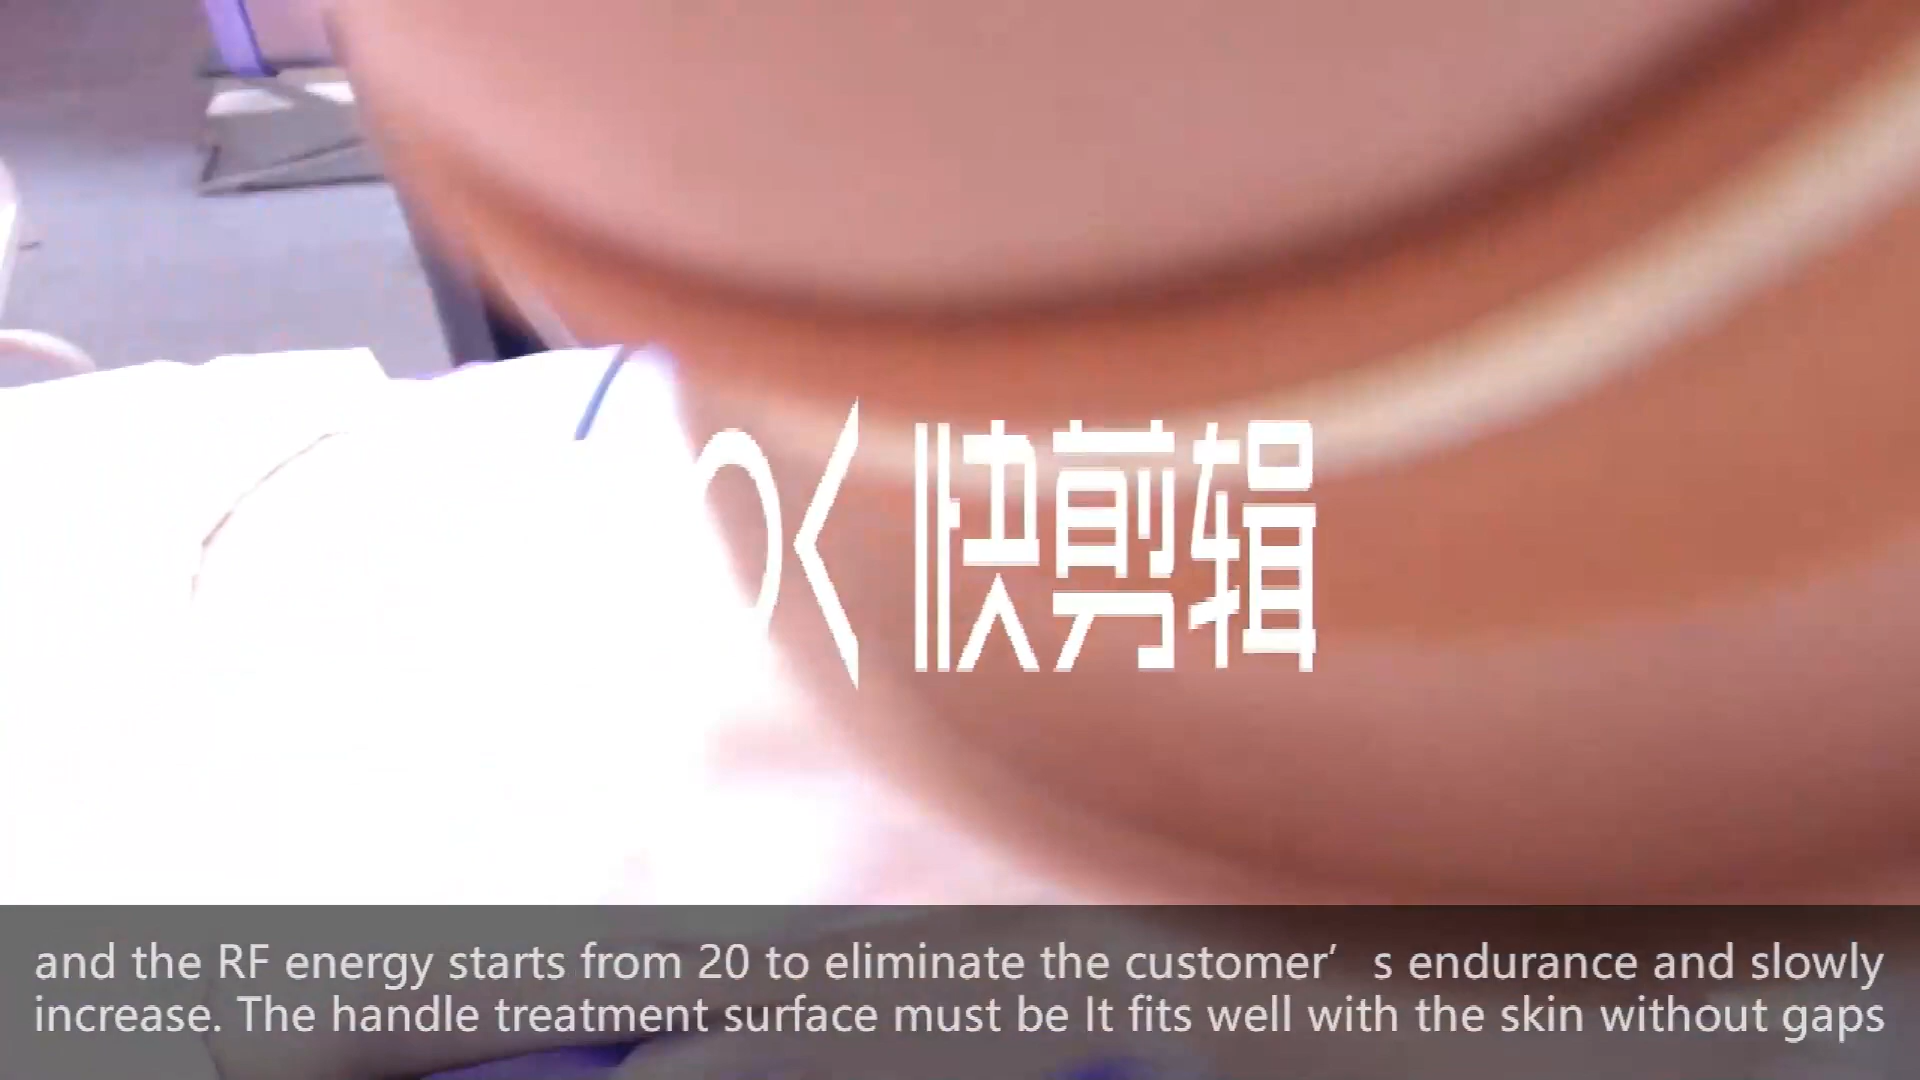 快剪辑
and the RF energy starts from 20 to eliminate the customer’s endurance and slowly
increase. The handle treatment surface must be It fits well with the skin without gaps